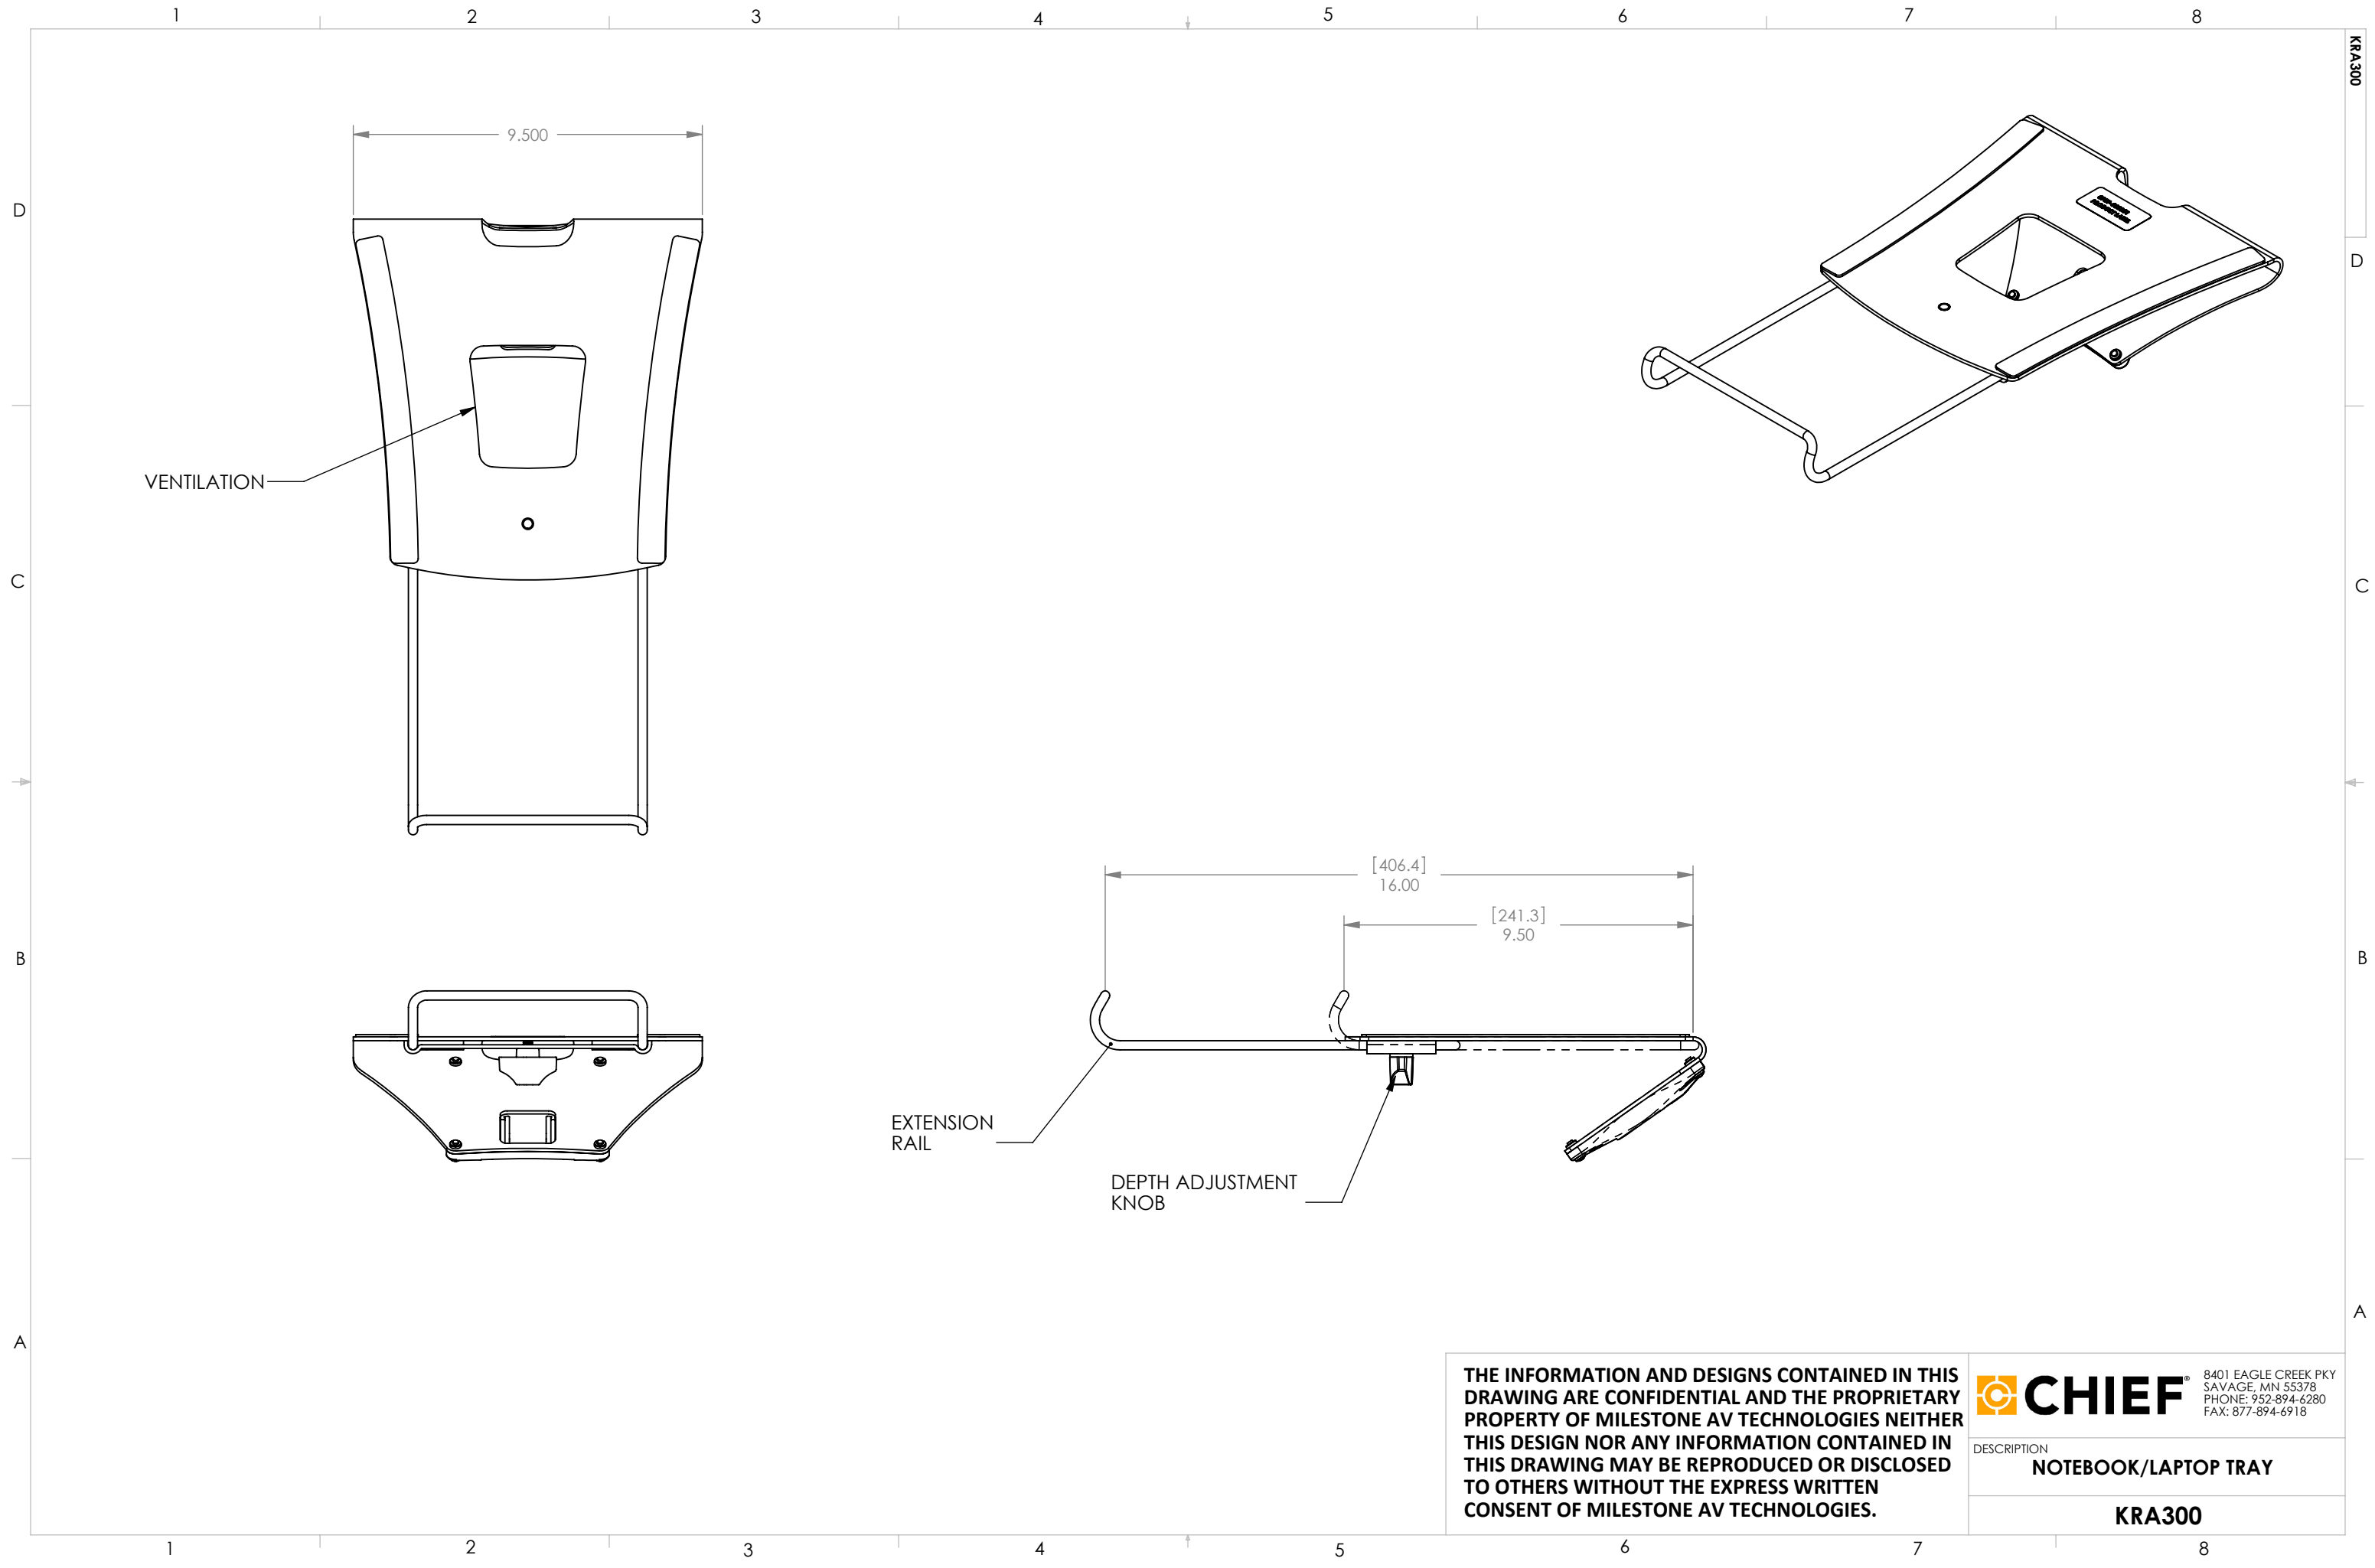 1 2 3 4 5 6 7 8
KRA300
9.500
D
D
VENTILATION
C
C
[406.4]
16.00
[241.3]
9.50
B
B
EXTENSION
RAIL
DEPTH ADJUSTMENT
KNOB
A
A
THE INFORMATION AND DESIGNS CONTAINED IN THIS
DRAWING ARE CONFIDENTIAL AND THE PROPRIETARY
PROPERTY OF MILESTONE AV TECHNOLOGIES NEITHER
THIS DESIGN NOR ANY INFORMATION CONTAINED IN
THIS DRAWING MAY BE REPRODUCED OR DISCLOSED
TO OTHERS WITHOUT THE EXPRESS WRITTEN
CONSENT OF MILESTONE AV TECHNOLOGIES.
CHIEF®
8401 EAGLE CREEK PKY
SAVAGE, MN 55378
PHONE: 952-894-6280
FAX: 877-894-6918
DESCRIPTION
NOTEBOOK/LAPTOP TRAY
KRA300
1 2 3 4 5 6 7 8